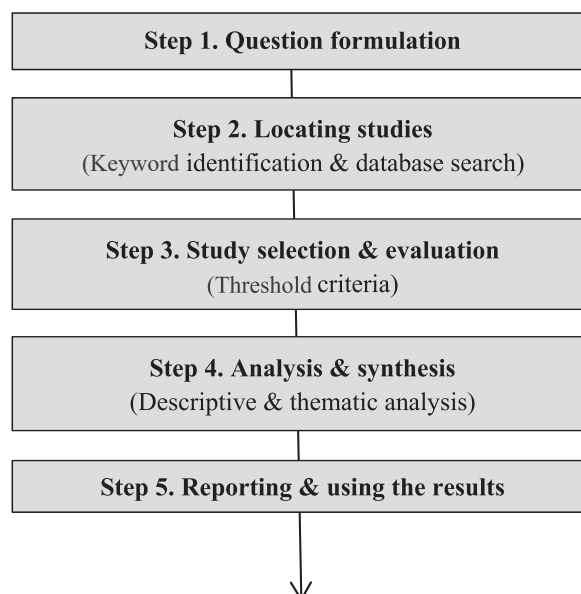 Step 1. Question formulation
Step 2. Locating studies
(Keyword identification & database search)
Step 3. Study selection & evaluation
(Threshold criteria)
Step 4. Analysis & synthesis
(Descriptive & thematic analysis)
Step 5. Reporting & using the results